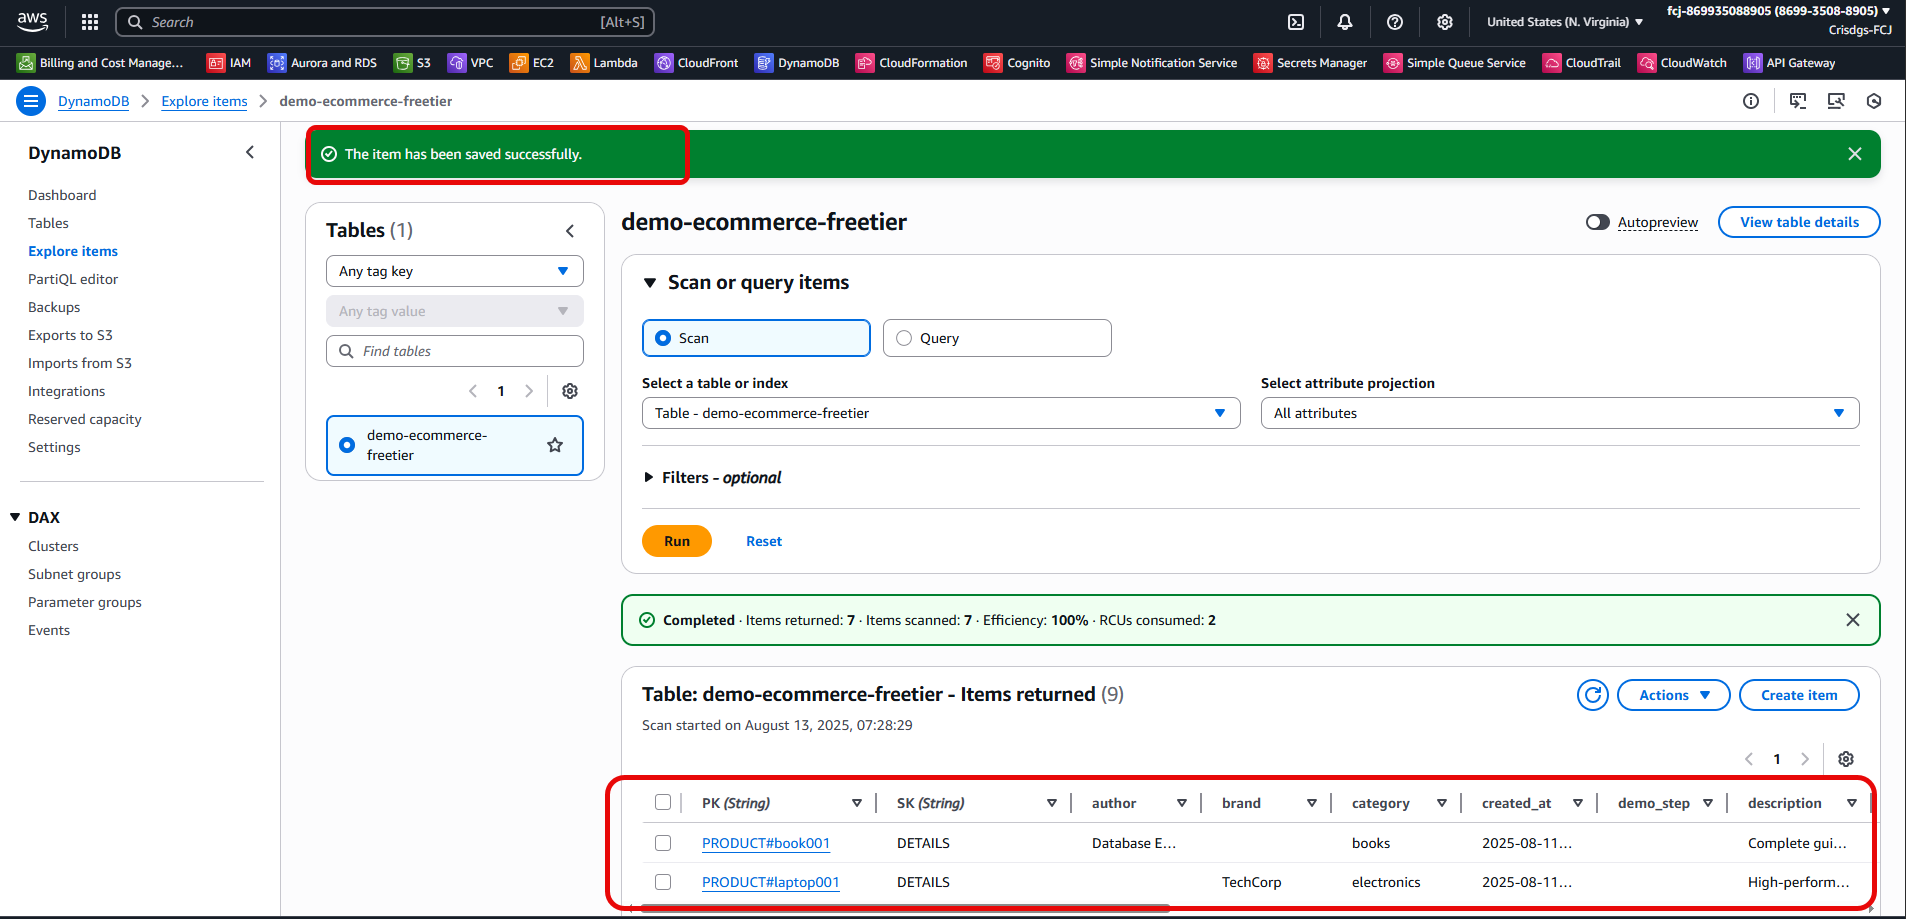 aws
Search [Alt+S]
United States (N. Virginia)
fcj-869935088905 (8699-3508-8905)
Crisdgs-FCJ
Billing and Cost Manage... IAM Aurora and RDS S3 VPC EC2 Lambda CloudFront DynamoDB CloudFormation Cognito Simple Notification Service Secrets Manager Simple Queue Service CloudTrail CloudWatch API Gateway
DynamoDB Explore items demo-ecommerce-freetier
DynamoDB
Dashboard
Tables
Explore items
PartiQL editor
Backups
Exports to S3
Imports from S3
Integrations
Reserved capacity
Settings
DAX
Clusters
Subnet groups
Parameter groups
Events
The item has been saved successfully.
Tables (1)
Any tag key
Any tag value
Find tables
1
demo-ecommerce-
freetier
demo-ecommerce-freetier
Autopreview View table details
Scan or query items
Scan Query
Select a table or index Select attribute projection
Table - demo-ecommerce-freetier All attributes
Filters - optional
Run Reset
Completed · Items returned: 7 · Items scanned: 7 · Efficiency: 100% · RCUs consumed: 2
Table: demo-ecommerce-freetier - Items returned (9)
Actions Create item
Scan started on August 13, 2025, 07:28:29
1
PK (String) SK (String) author brand category created_at demo_step description
PRODUCT#book001 DETAILS Database E... books 2025-08-11... Complete gui...
PRODUCT#laptop001 DETAILS TechCorp electronics 2025-08-11... High-perform...